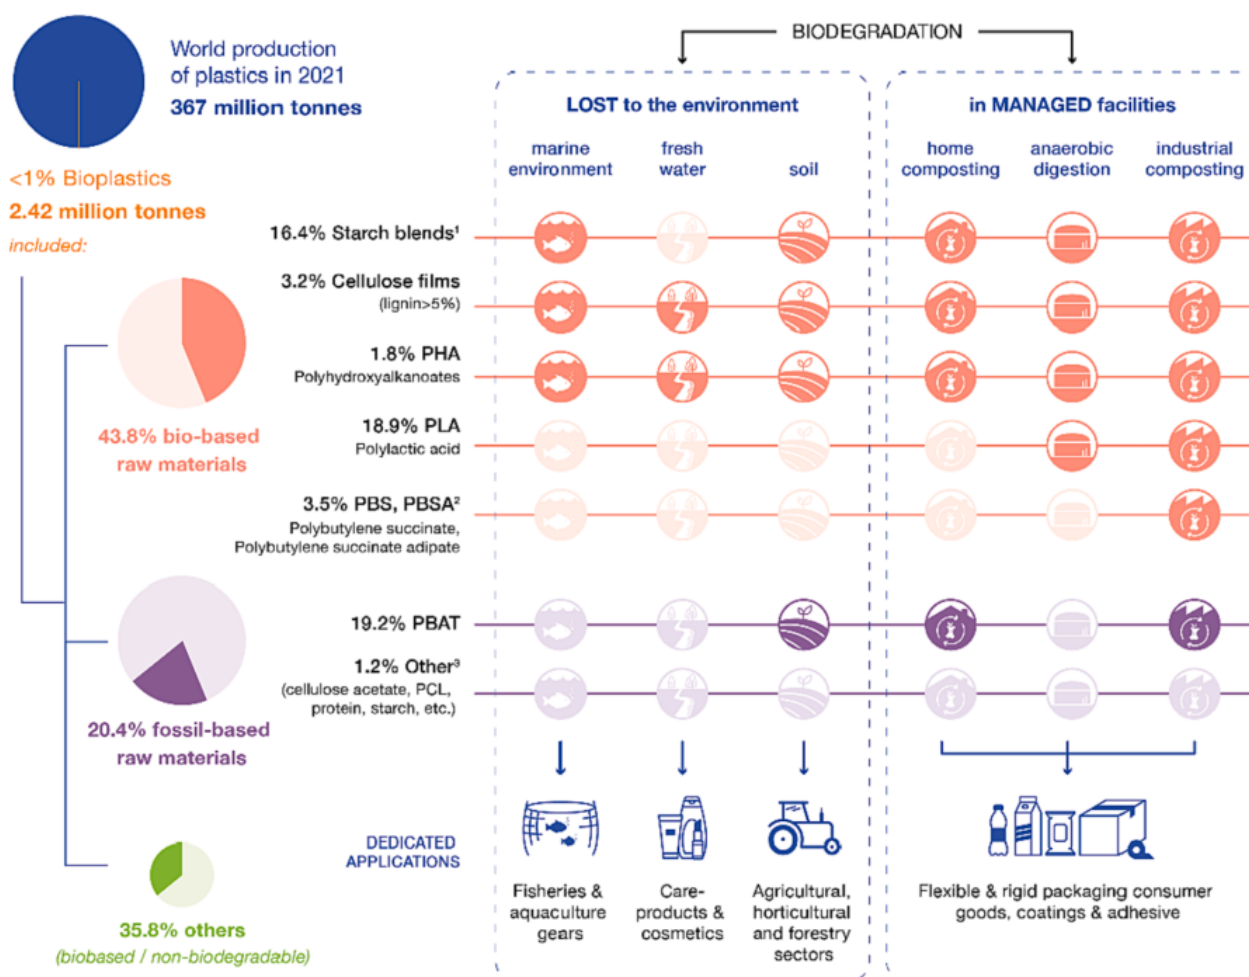 World production
of plastics in 2021
367 million tonnes
<1% Bioplastics
2.42 million tonnes
included:
BIODEGRADATION
LOST to the environment
in MANAGED facilities
marine
environment
fresh
water
soil
home
composting
anaerobic
digestion
industrial
composting
16.4% Starch blends¹
3.2% Cellulose films
(lignin>5%)
1.8% PHA
Polyhydroxyalkanoates
18.9% PLA
Polylactic acid
3.5% PBS, PBSA²
Polybutylene succinate,
Polybutylene succinate adipate
43.8% bio-based
raw materials
19.2% PBAT
1.2% Other³
(cellulose acetate, PCL,
protein, starch, etc.)
20.4% fossil-based
raw materials
35.8% others
(biobased / non-biodegradable)
DEDICATED
APPLICATIONS
Fisheries &
aquaculture
gears
Care-
products &
cosmetics
Agricultural,
horticultural
and forestry
sectors
Flexible & rigid packaging consumer
goods, coatings & adhesive